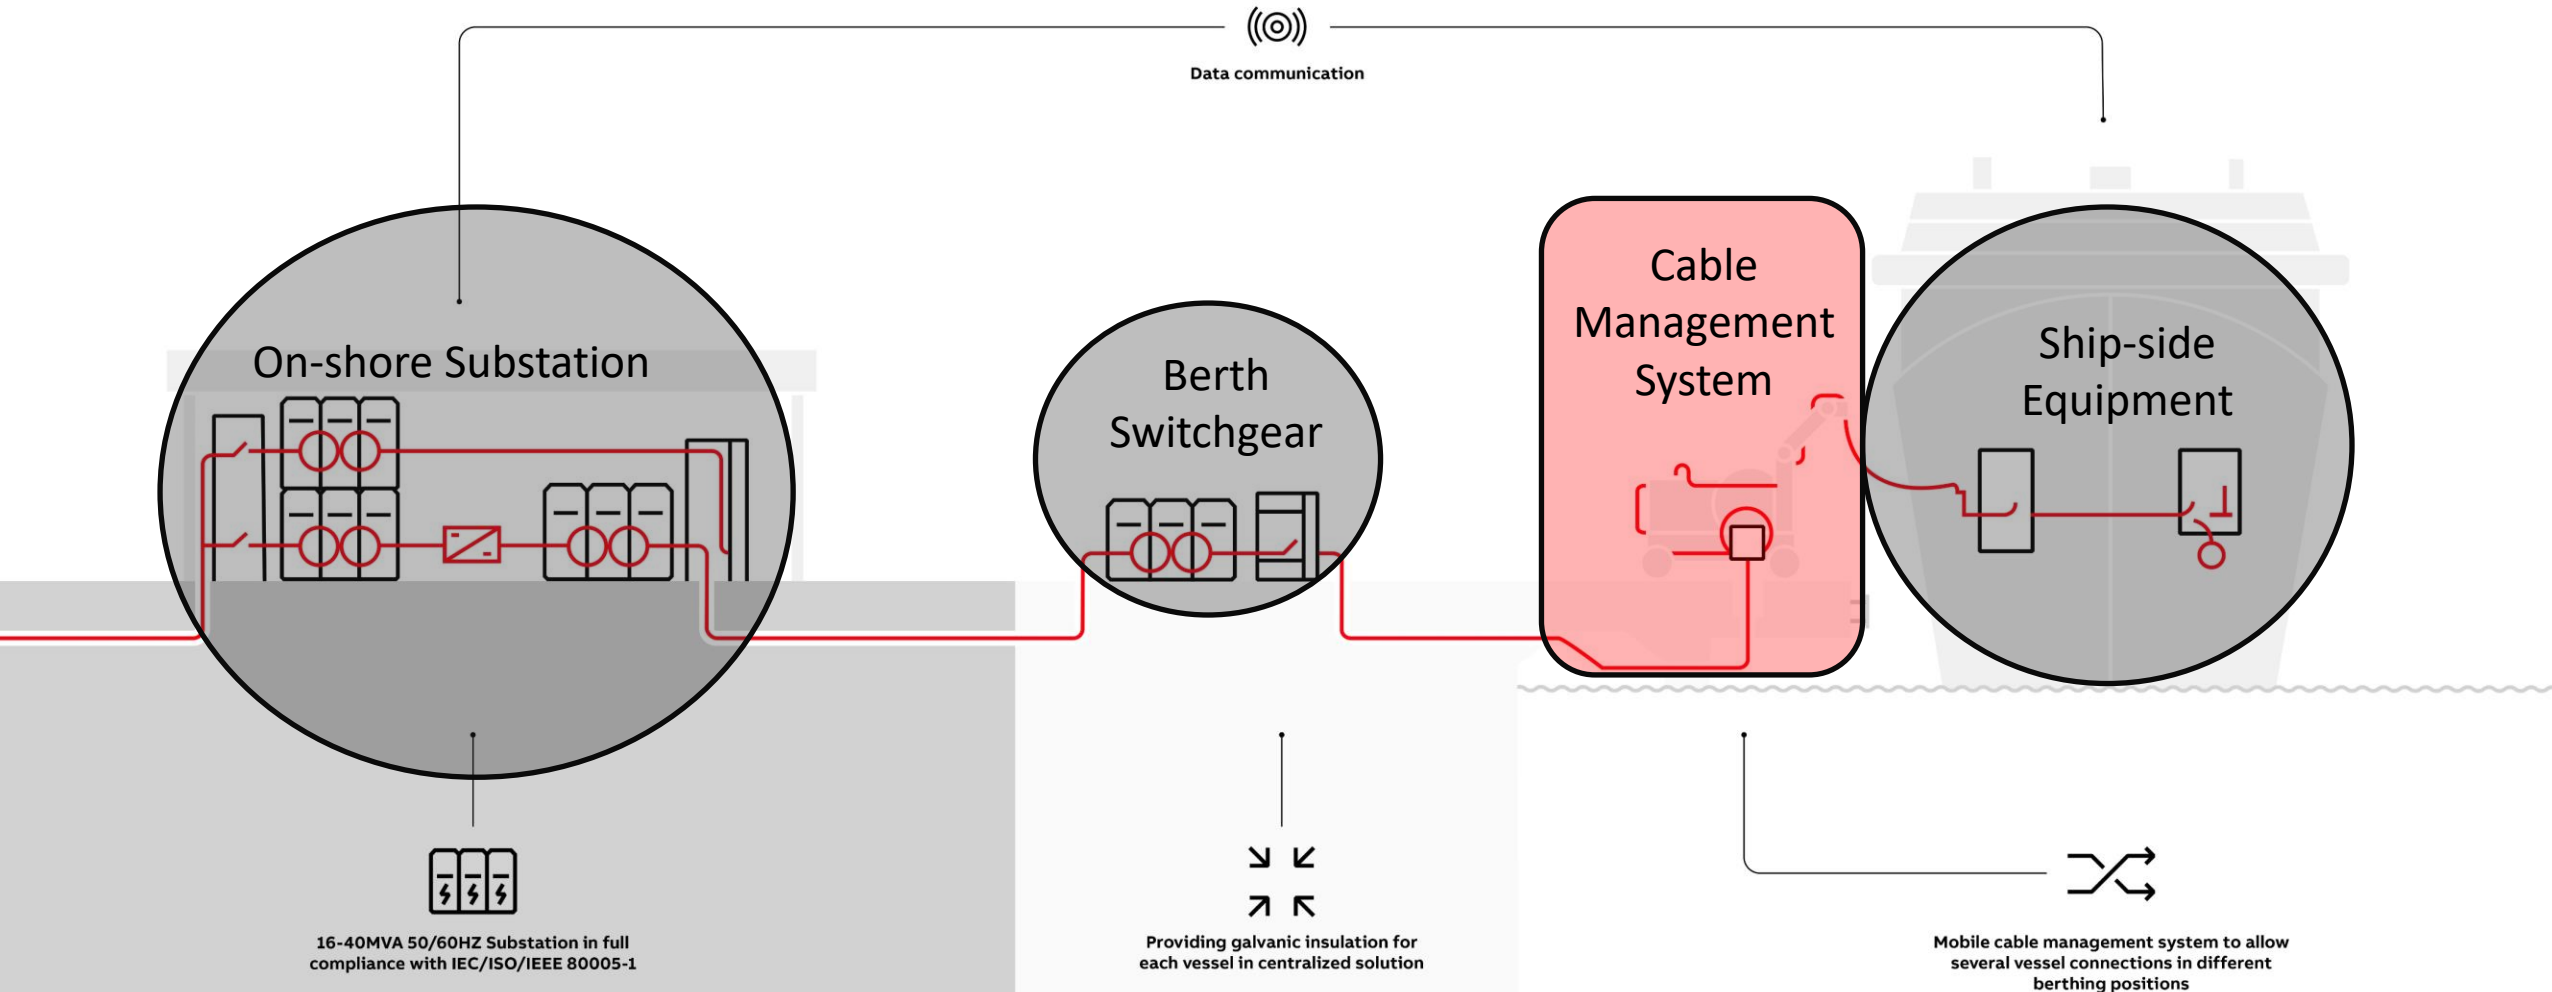 Data communication
On-shore Substation
Berth
Switchgear
Cable
Management
System
Ship-side
Equipment
16-40MVA 50/60HZ Substation in full
compliance with IEC/ISO/IEEE 80005-1
Providing galvanic insulation for
each vessel in centralized solution
Mobile cable management system to allow
several vessel connections in different
berthing positions